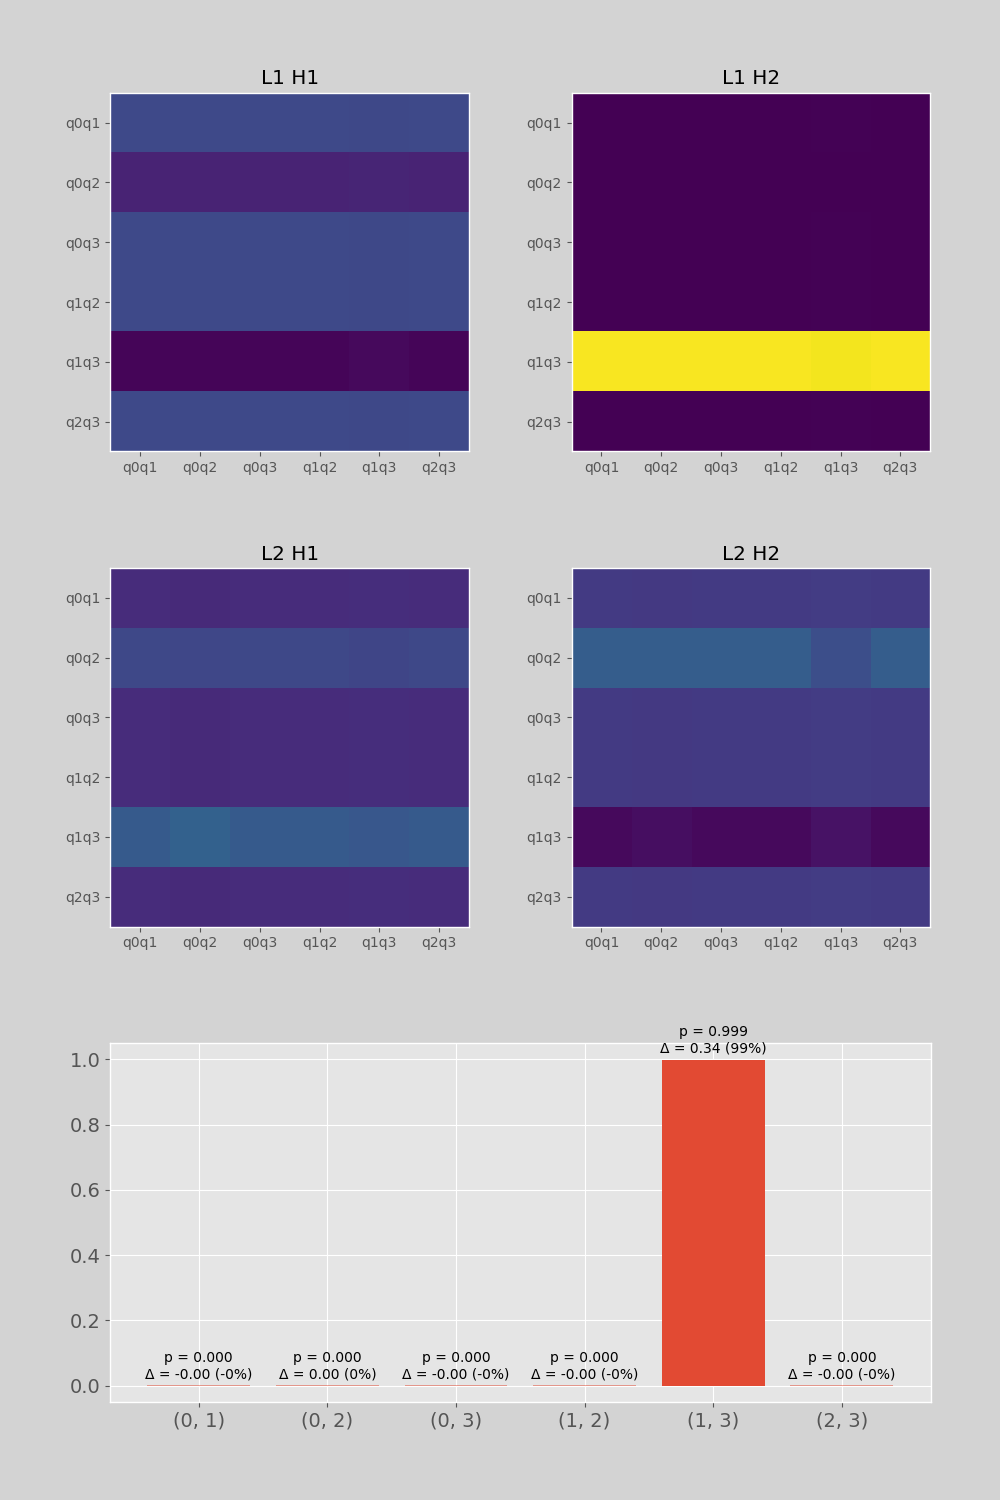 L1 H1
L1 H2
q0q1
q0q2
q0q3
q1q2
q1q3
q2q3
q0q1 q0q2 q0q3 q1q2 q1q3 q2q3
q0q1
q0q2
q0q3
q1q2
q1q3
q2q3
q0q1 q0q2 q0q3 q1q2 q1q3 q2q3
L2 H1
L2 H2
q0q1
q0q2
q0q3
q1q2
q1q3
q2q3
q0q1 q0q2 q0q3 q1q2 q1q3 q2q3
q0q1
q0q2
q0q3
q1q2
q1q3
q2q3
q0q1 q0q2 q0q3 q1q2 q1q3 q2q3
1.0
0.8
0.6
0.4
0.2
0.0
p = 0.000
Δ = -0.00 (-0%)
p = 0.000
Δ = 0.00 (0%)
p = 0.000
Δ = -0.00 (-0%)
p = 0.000
Δ = -0.00 (-0%)
p = 0.999
Δ = 0.34 (99%)
p = 0.000
Δ = -0.00 (-0%)
(0, 1) (0, 2) (0, 3) (1, 2) (1, 3) (2, 3)